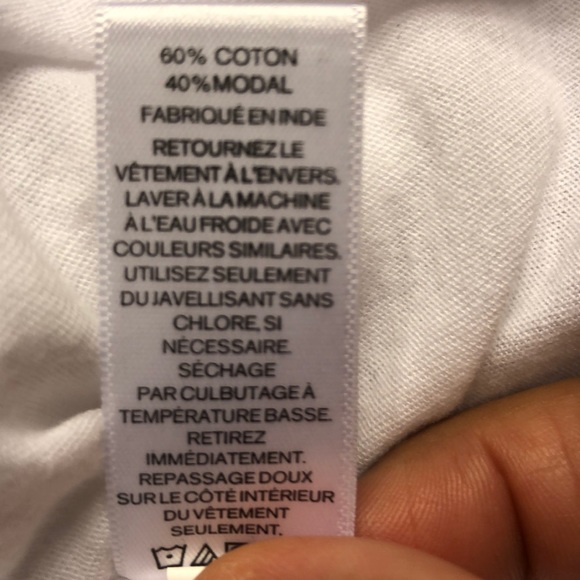 60% COTON
40% MODAL
FABRIQUÉ EN INDE
RETOURNEZ LE
VÊTEMENT À L'ENVERS.
LAVER À LA MACHINE
À L'EAU FROIDE AVEC
COULEURS SIMILAIRES.
UTILISEZ SEULEMENT
DU JAVELLISANT SANS
CHLORE, SI
NÉCESSAIRE.
SÉCHAGE
PAR CULBUTAGE À
TEMPÉRATURE BASSE.
RETIREZ
IMMÉDIATEMENT.
REPASSAGE DOUX
SUR LE CÔTÉ INTÉRIEUR
DU VÊTEMENT
SEULEMENT.